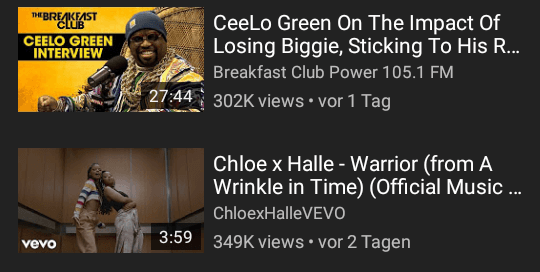 THE BREAKFAST
CLUB
CEELO GREEN
INTERVIEW
27:44
CeeLo Green On The Impact Of
Losing Biggie, Sticking To His R...
Breakfast Club Power 105.1 FM
302K views • vor 1 Tag
vevo
3:59
Chloe x Halle - Warrior (from A
Wrinkle in Time) (Official Music ...
ChloexHalleVEVO
349K views • vor 2 Tagen